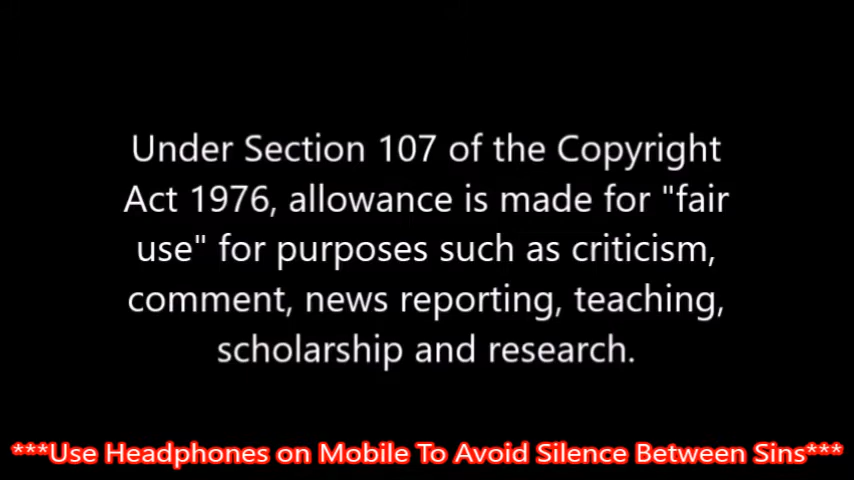 Under Section 107 of the Copyright
Act 1976, allowance is made for "fair
use" for purposes such as criticism,
comment, news reporting, teaching,
scholarship and research.
***Use Headphones on Mobile To Avoid Silence Between Sins***